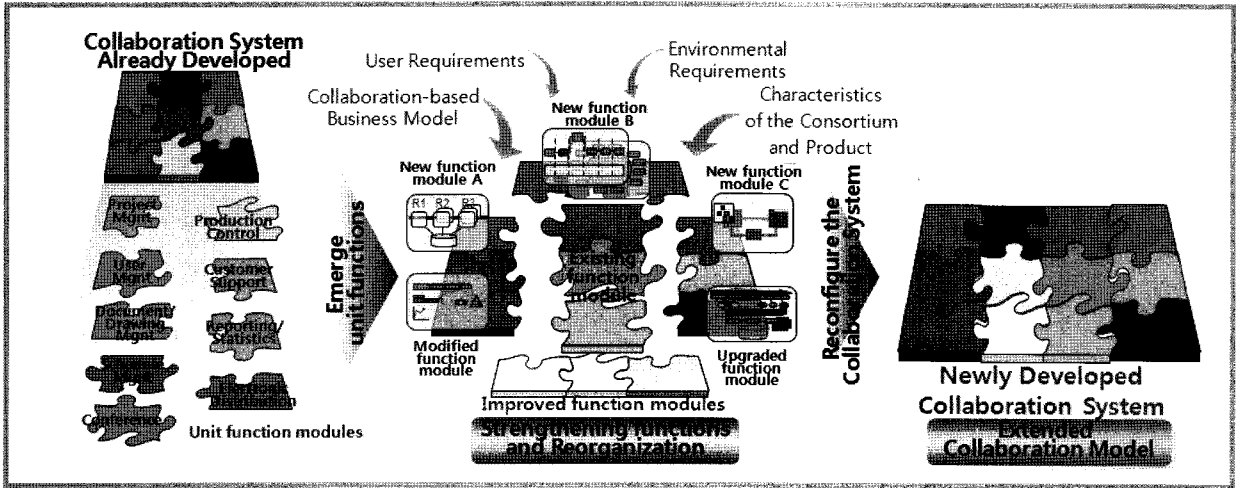 Collaboration System
Already Developed
Project
Mgmt
Production
Control
User
Mgmt
Customer
Support
Document/
Drawing
Mgmt
Reporting/
Statistics
Conference
Unit function modules
Emerge
unit functions
User Requirements
Environmental
Requirements
Collaboration-based
Business Model
Characteristics
of the Consortium
and Product
New function
module B
New function
module A
R1 R2 R3
New function
module C
Existing
function
module
Modified
function
module
Upgraded
function
module
Improved function modules
Strengthening functions
and Reorganization
Reconfigure the
Collaboration System
Newly Developed
Collaboration System
Extended
Collaboration Model